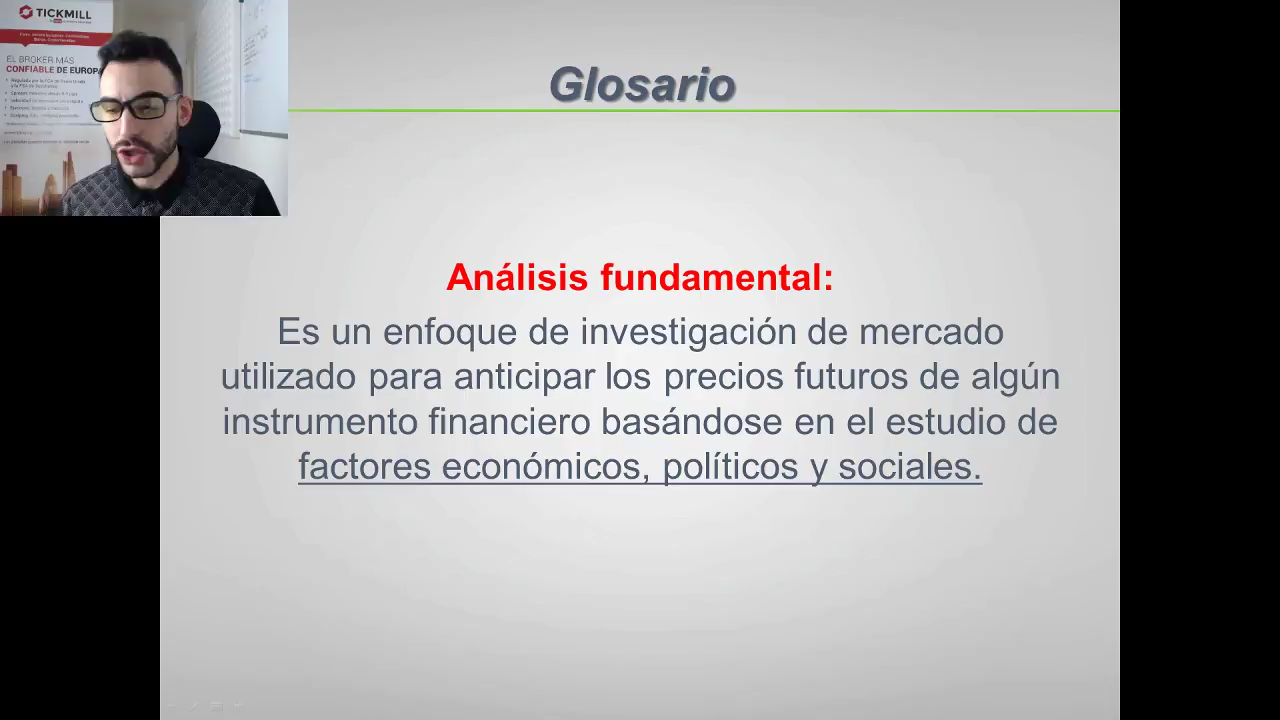 TICKMILL
EL BROKER MÁS
CONFIABLE DE EUROPA
Glosario
Análisis fundamental:
Es un enfoque de investigación de mercado
utilizado para anticipar los precios futuros de algún
instrumento financiero basándose en el estudio de
factores económicos, políticos y sociales.